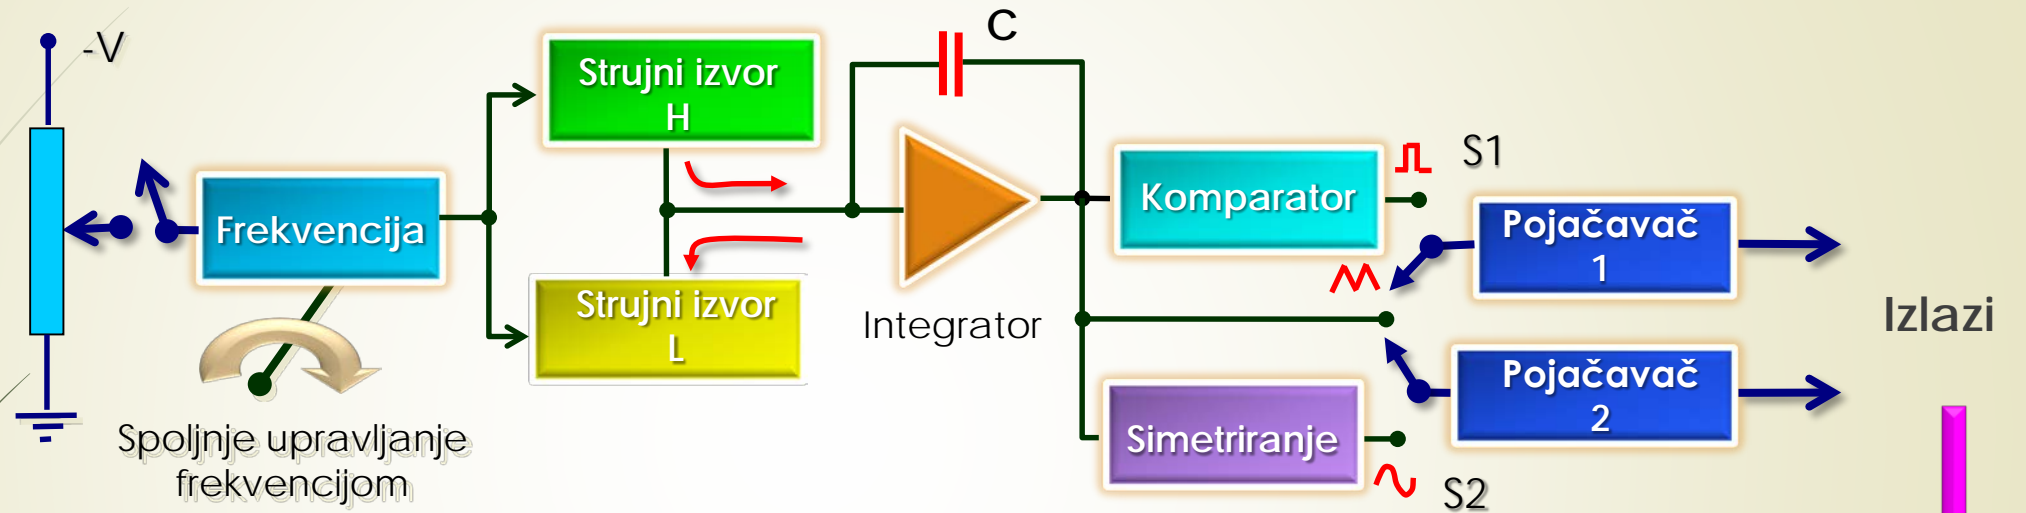 -V
Frekvencija
Spoljnje upravljanje
frekvencijom
Strujni izvor
H
Strujni izvor
L
C
Integrator
Komparator
S1
Simetriranje
S2
Pojačavač
1
Pojačavač
2
Izlazi